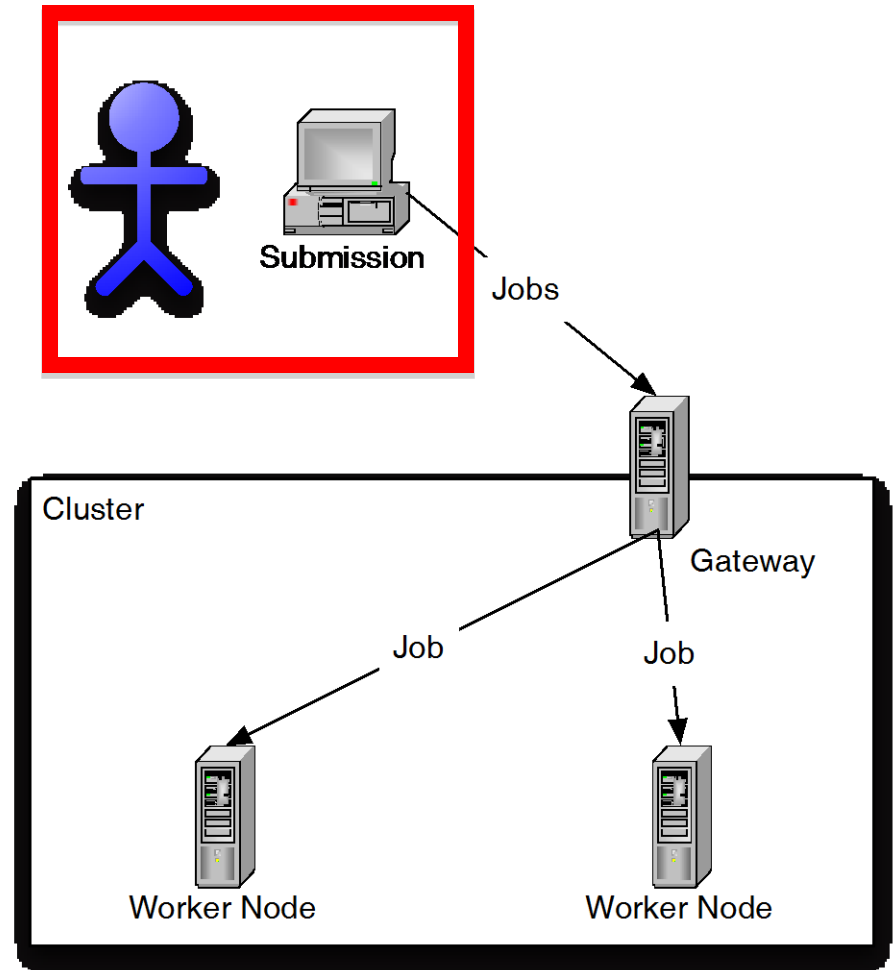 Submission
Jobs
Cluster
Gateway
Job
Job
Worker Node
Worker Node